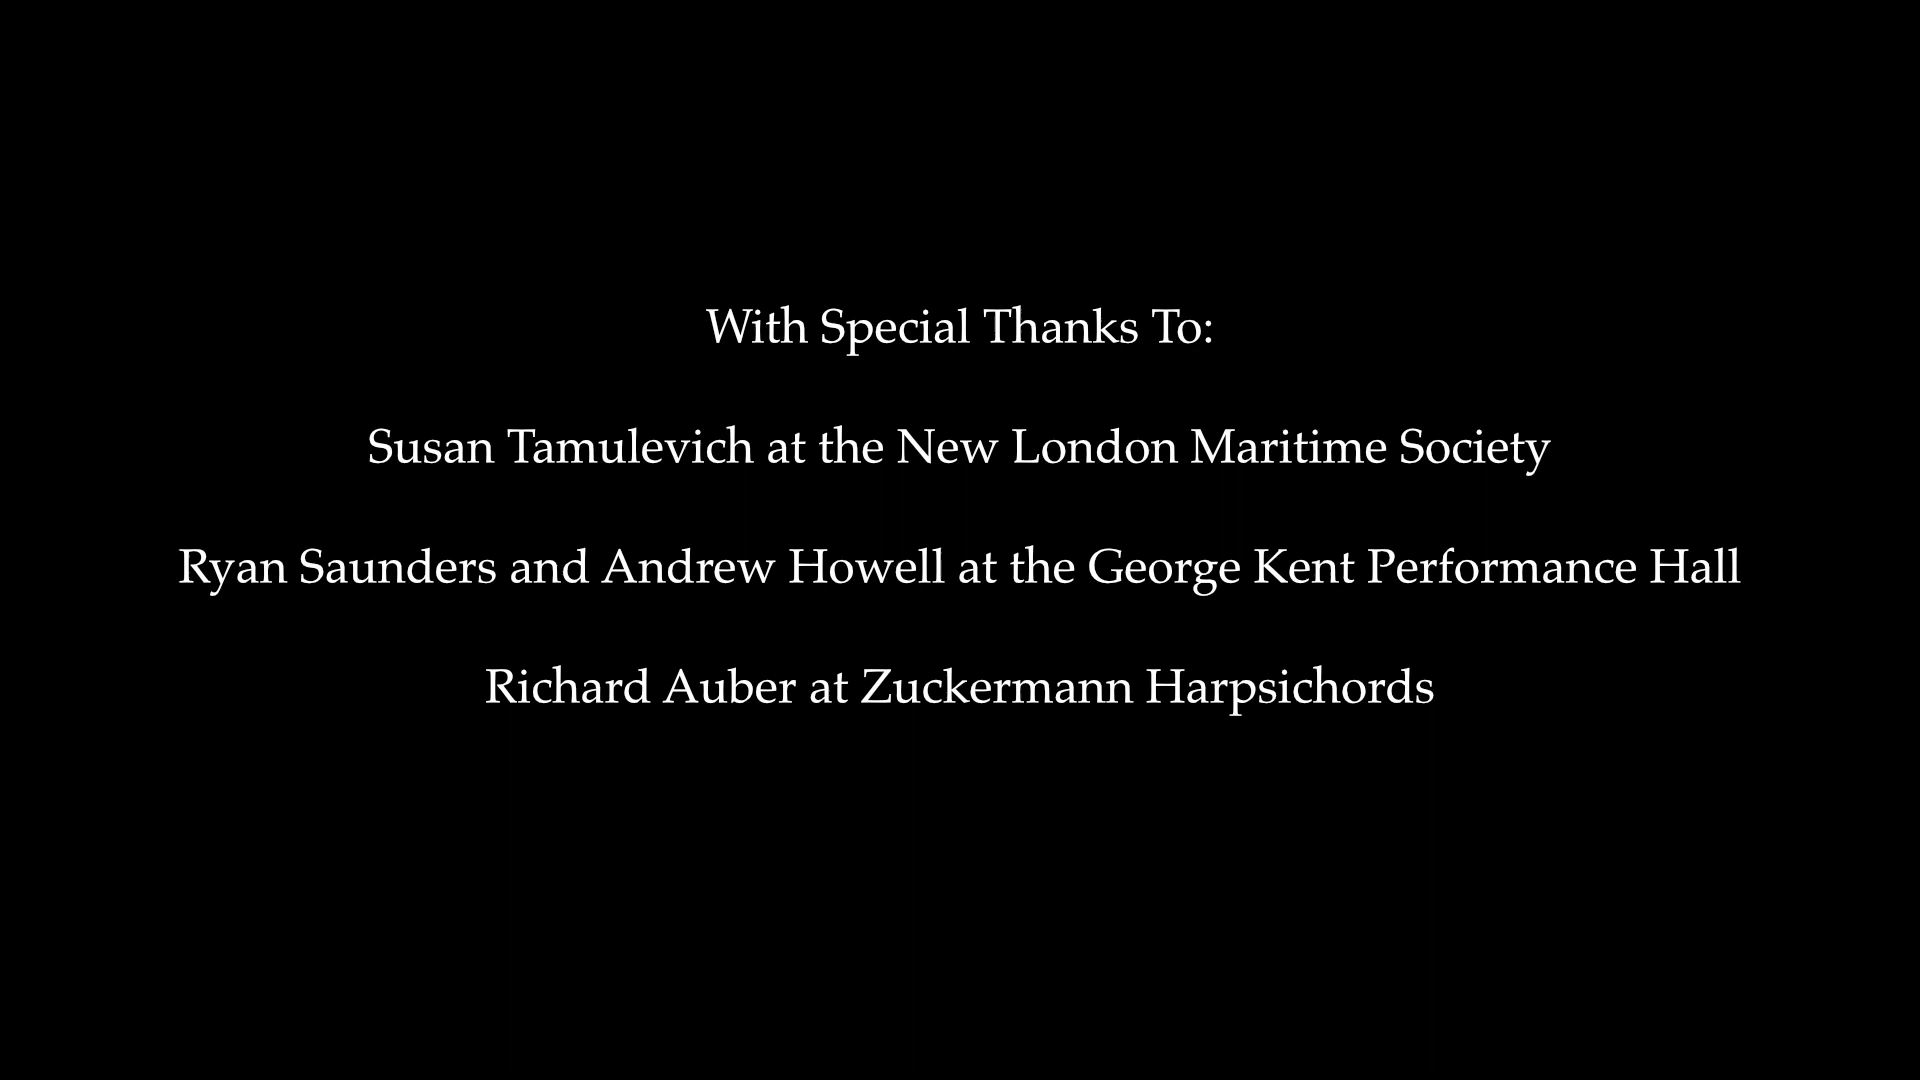 With Special Thanks To:
Susan Tamulevich at the New London Maritime Society
Ryan Saunders and Andrew Howell at the George Kent Performance Hall
Richard Auber at Zuckermann Harpsichords